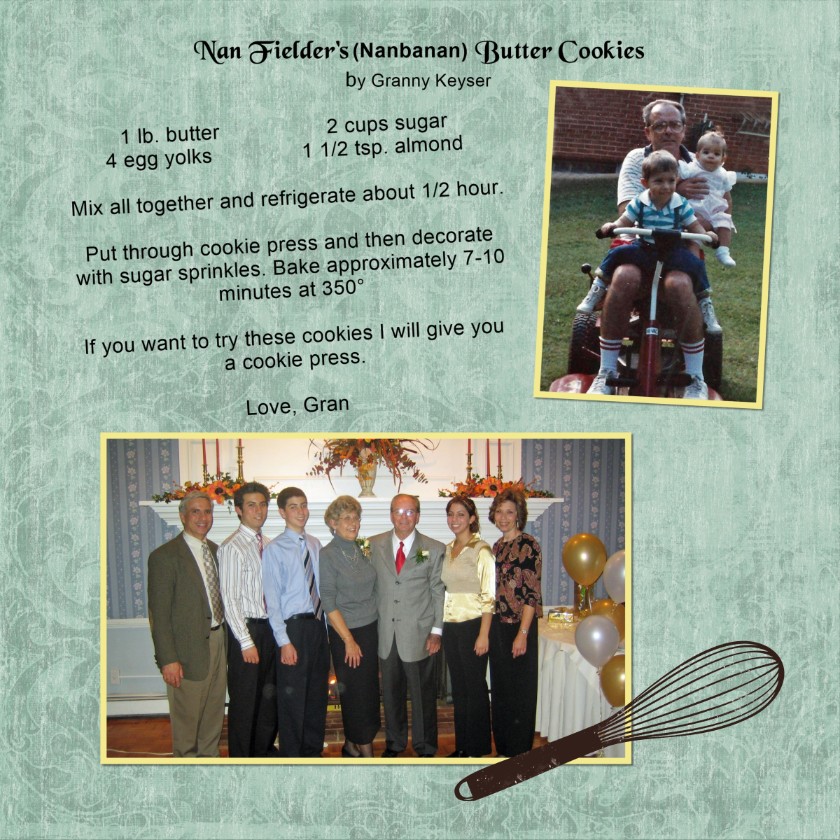 Nan Fielder's (Nanbanan) Butter Cookies
by Granny Keyser
1 lb. butter 2 cups sugar
4 egg yolks 1 1/2 tsp. almond
Mix all together and refrigerate about 1/2 hour.
Put through cookie press and then decorate
with sugar sprinkles. Bake approximately 7-10
minutes at 350°
If you want to try these cookies I will give you
a cookie press.
Love, Gran